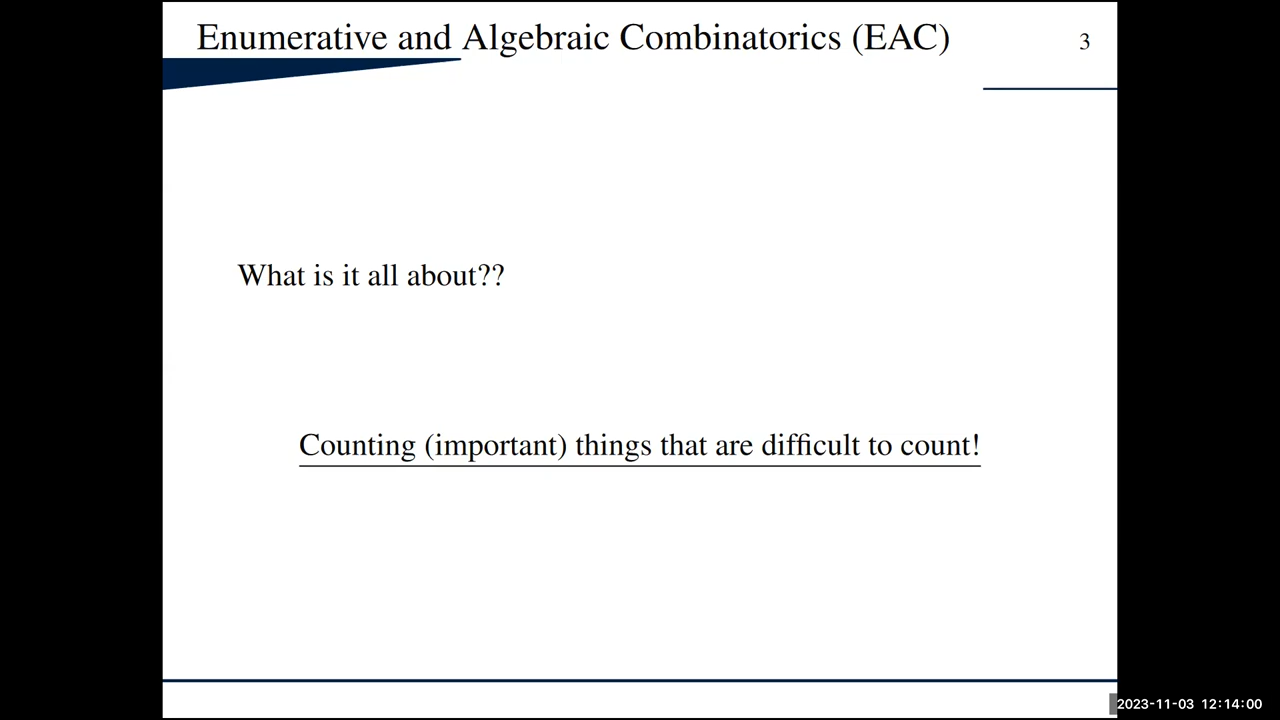 Enumerative and Algebraic Combinatorics (EAC) 3
What is it all about??
Counting (important) things that are difficult to count!
2023-11-03 12:14:00